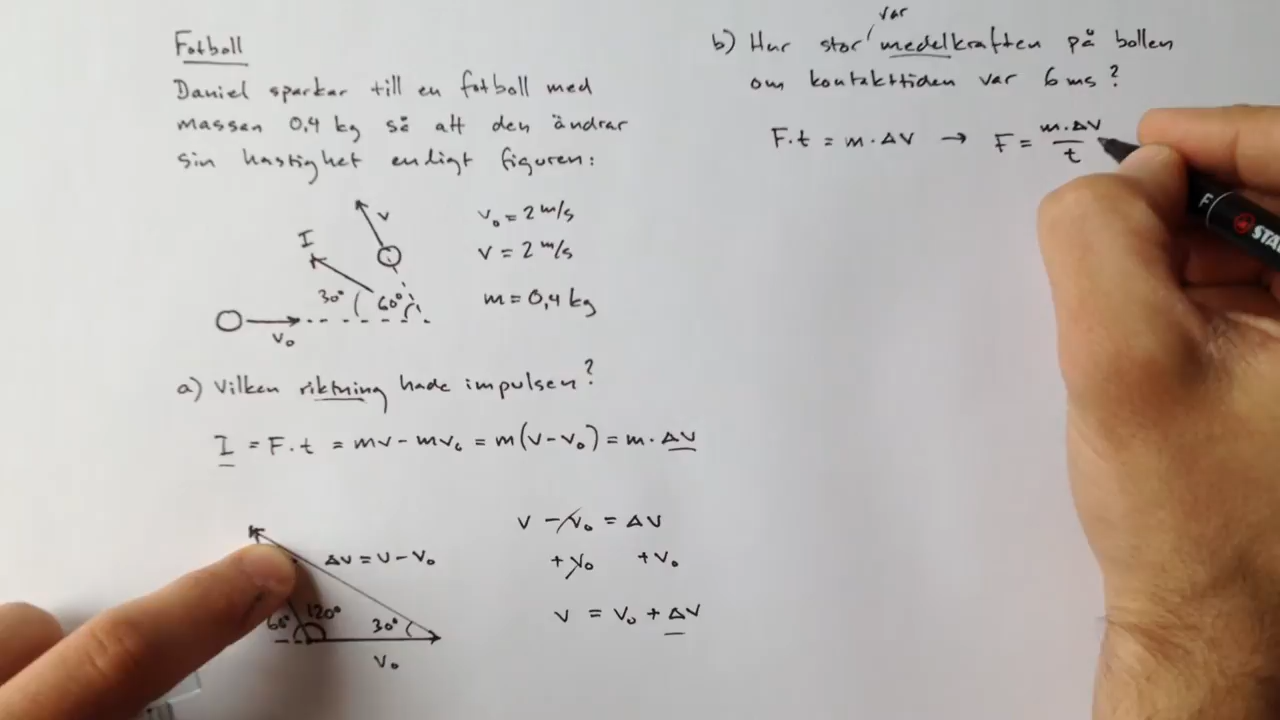 Fotboll
Daniel sparkar till en fotboll med
massen 0,4 kg så att den ändrar
sin hastighet enligt figuren:
v
I
30°
60°
v₀
v₀ = 2 m/s
v = 2 m/s
m = 0,4 kg
a) Vilken riktning hade impulsen?
I = F·t = mv - mv₀ = m(v-v₀) = m·Δv
Δv = v - v₀
60°
120°
30°
v₀
v - v₀ = Δv
+v₀ +v₀
v = v₀ + Δv
var
b) Hur stor medelkraften på bollen
om kontakttiden var 6 ms?
F·t = m·Δv → F = m·Δv / t
F